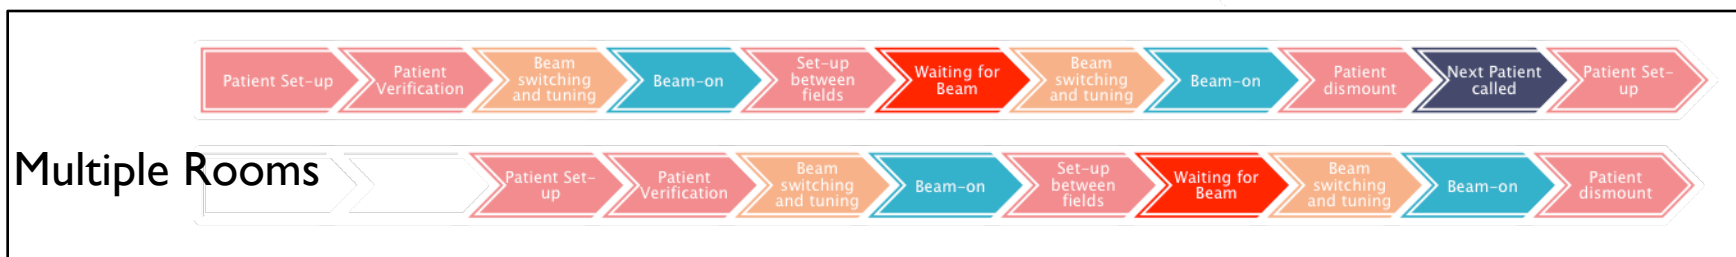 Patient Set-up
Patient
Verification
Beam
switching
and tuning
Beam-on
Set-up
between
fields
Waiting for
Beam
Beam
switching
and tuning
Beam-on
Patient
dismount
Next Patient
called
Patient Set-
up
Multiple Rooms
Patient Set-
up
Patient
Verification
Beam
switching
and tuning
Beam-on
Set-up
between
fields
Waiting for
Beam
Beam
switching
and tuning
Beam-on
Patient
dismount